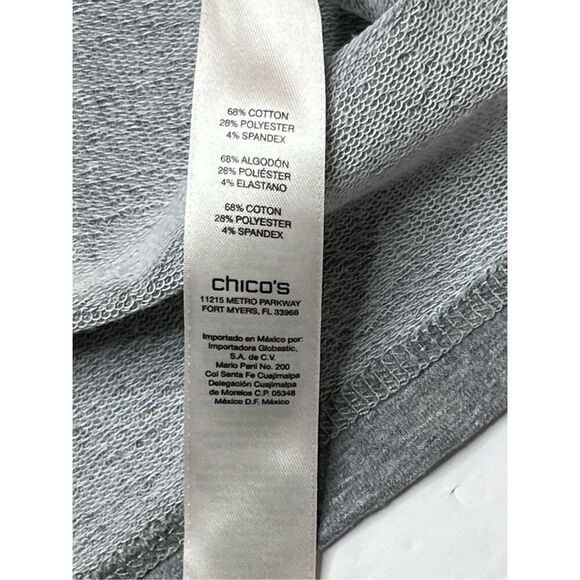 68% COTTON
28% POLYESTER
4% SPANDEX
68% ALGODÓN
28% POLIÉSTER
4% ELASTANO
68% COTON
28% POLYESTER
4% SPANDEX
chico's
11215 METRO PARKWAY
FORT MYERS, FL 33966
Importado en México por:
Importadora Globastic,
S.A. de C.V.
Mario Pani No. 200
Col Santa Fe Cuajimalpa
Delegación Cuajimalpa
de Morelos C.P. 05348
México D.F. México